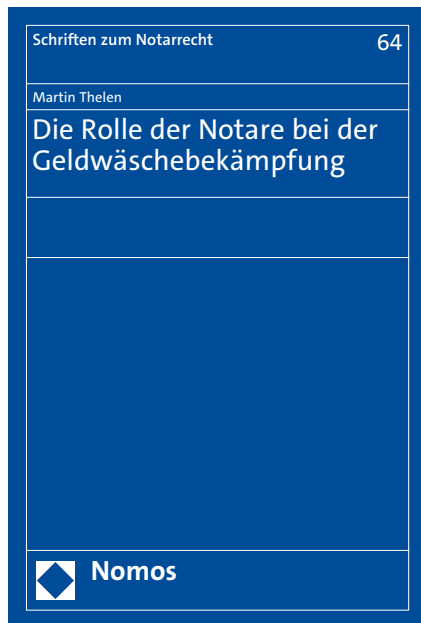 Schriften zum Notarrecht 64
Martin Thelen
Die Rolle der Notare bei der
Geldwäschebekämpfung
Nomos